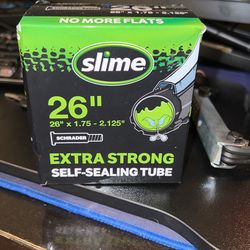 NO MORE FLATS
slime
26"
26" x 1.75 - 2.125"
SCHRADER
EXTRA STRONG
SELF-SEALING TUBE